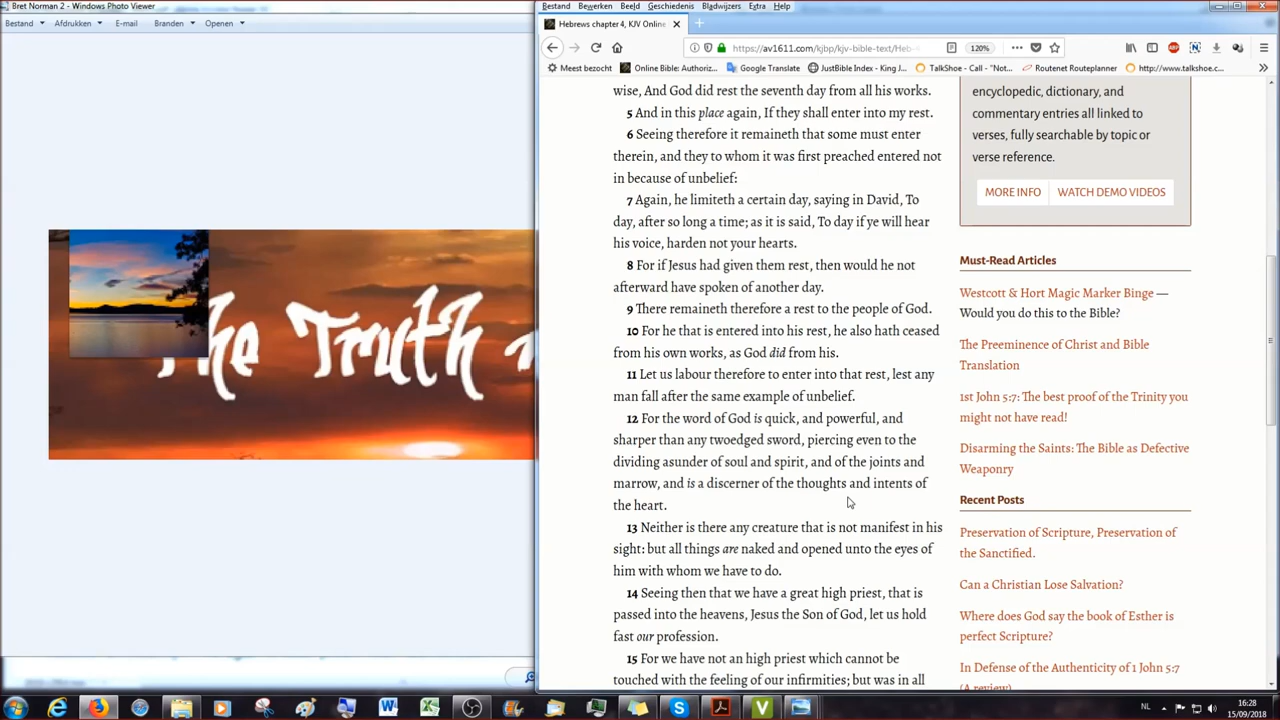 Bret Norman 2 - Windows Photo Viewer
Bestand Afdrukken E-mail Branden Openen
The Truth
Bestand Bewerken Beeld Geschiedenis Bladwijzers Extra Help
Hebrews chapter 4, KJV Online
https://av1611.com/kjbp/kjv-bible-text/Heb-
120%
Meest bezocht Online Bible: Authoriz... Google Translate JustBible Index - King J... TalkShoe - Call - "Not... Routenet Routeplanner http://www.talkshoe.c...
wise, And God did rest the seventh day from all his works.
5 And in this place again, If they shall enter into my rest.
6 Seeing therefore it remaineth that some must enter
therein, and they to whom it was first preached entered not
in because of unbelief:
7 Again, he limiteth a certain day, saying in David, To
day, after so long a time; as it is said, To day if ye will hear
his voice, harden not your hearts.
8 For if Jesus had given them rest, then would he not
afterward have spoken of another day.
9 There remaineth therefore a rest to the people of God.
10 For he that is entered into his rest, he also hath ceased
from his own works, as God did from his.
11 Let us labour therefore to enter into that rest, lest any
man fall after the same example of unbelief.
12 For the word of God is quick, and powerful, and
sharper than any twoedged sword, piercing even to the
dividing asunder of soul and spirit, and of the joints and
marrow, and is a discerner of the thoughts and intents of
the heart.
13 Neither is there any creature that is not manifest in his
sight: but all things are naked and opened unto the eyes of
him with whom we have to do.
14 Seeing then that we have a great high priest, that is
passed into the heavens, Jesus the Son of God, let us hold
fast our profession.
15 For we have not an high priest which cannot be
touched with the feeling of our infirmities; but was in all
encyclopedic, dictionary, and
commentary entries all linked to
verses, fully searchable by topic or
verse reference.
MORE INFO WATCH DEMO VIDEOS
Must-Read Articles
Westcott & Hort Magic Marker Binge —
Would you do this to the Bible?
The Preeminence of Christ and Bible
Translation
1st John 5:7: The best proof of the Trinity you
might not have read!
Disarming the Saints: The Bible as Defective
Weaponry
Recent Posts
Preservation of Scripture, Preservation of
the Sanctified.
Can a Christian Lose Salvation?
Where does God say the book of Esther is
perfect Scripture?
In Defense of the Authenticity of 1 John 5:7
(A review)
NL
16:28
15/09/2018